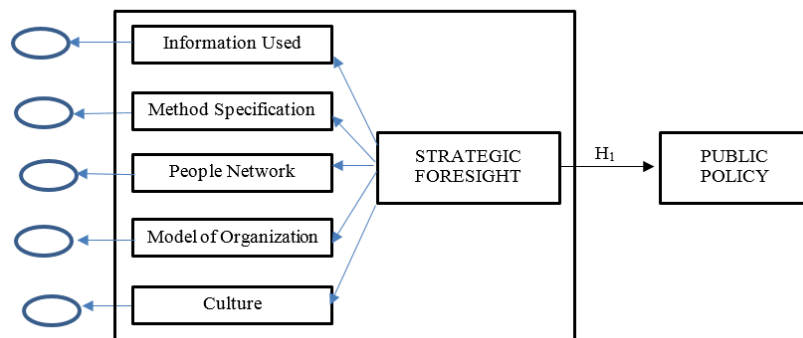 Information Used
Method Specification
People Network
Model of Organization
Culture
STRATEGIC
FORESIGHT
H₁
PUBLIC
POLICY